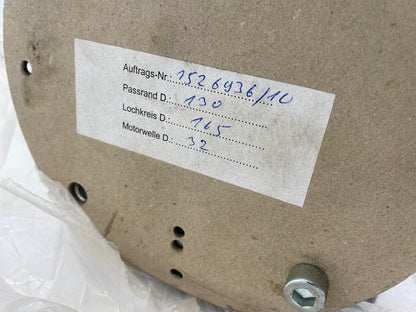 Auftrags-Nr.: 1526936/10
Passrand D.: 130
Lochkreis D.: 165
Motorwelle D.: 32